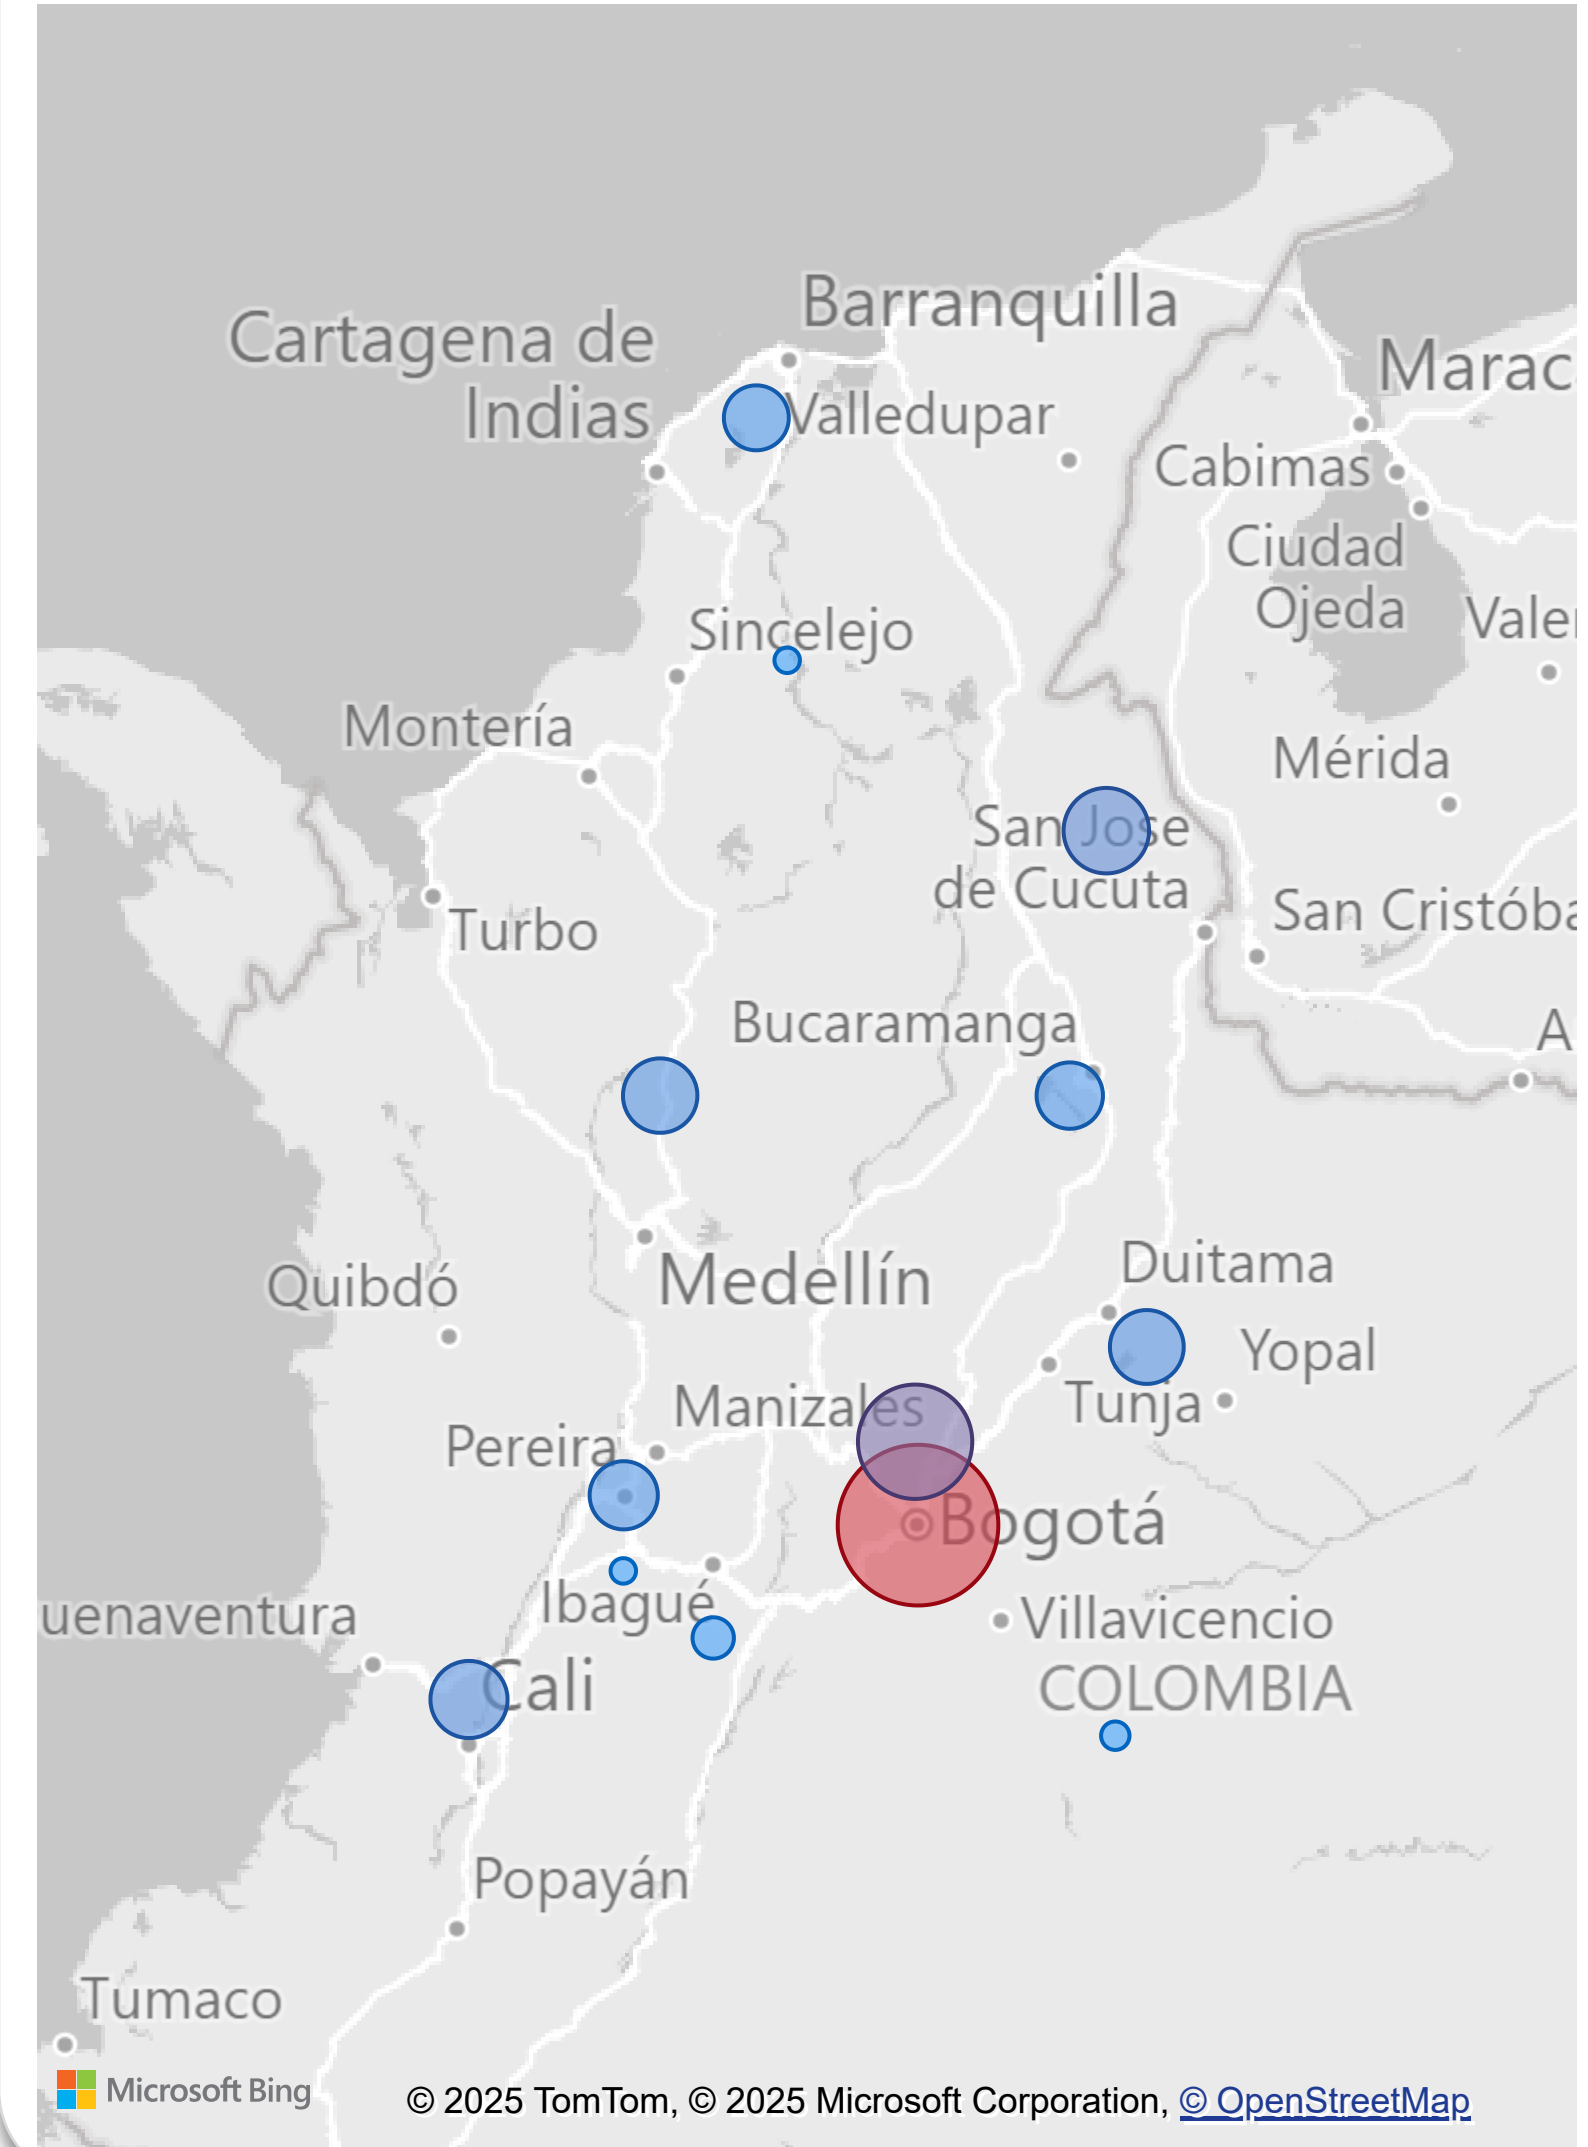 Barranquilla
Cartagena de
Indias
Marac
Valledupar
Cabimas
Ciudad
Ojeda
Valer
Sincelejo
Montería
Mérida
San Jose
de Cucuta
San Cristóba
Turbo
Bucaramanga
A
Duitama
Medellín
Quibdó
Yopal
Manizales
Tunja
Pereira
Bogotá
Ibagué
uenaventura
Villavicencio
Cali
COLOMBIA
Popayán
Tumaco
Microsoft Bing
© 2025 TomTom, © 2025 Microsoft Corporation, © OpenStreetMap